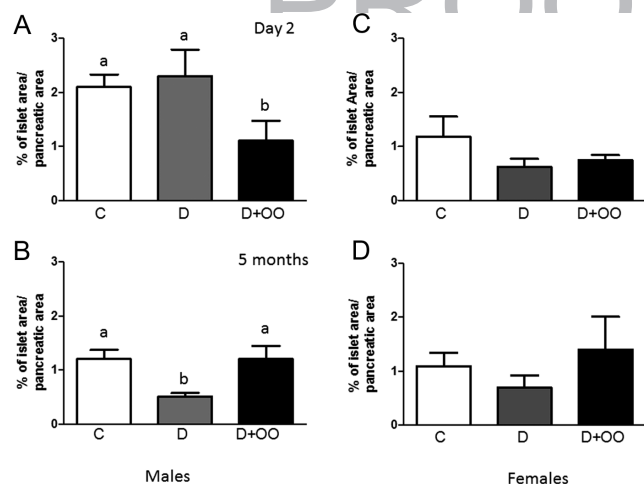 A
Day 2
% of islet area/
pancreatic area
3
2
1
0
a
a
b
C
D
D+OO
C
% of islet Area/
pancreatic area
3
2
1
0
C
D
D+OO
B
5 months
% of islet area/
pancreatic area
3
2
1
0
a
b
a
C
D
D+OO
Males
D
% of islet area/
pancreatic area
3
2
1
0
C
D
D+OO
Females